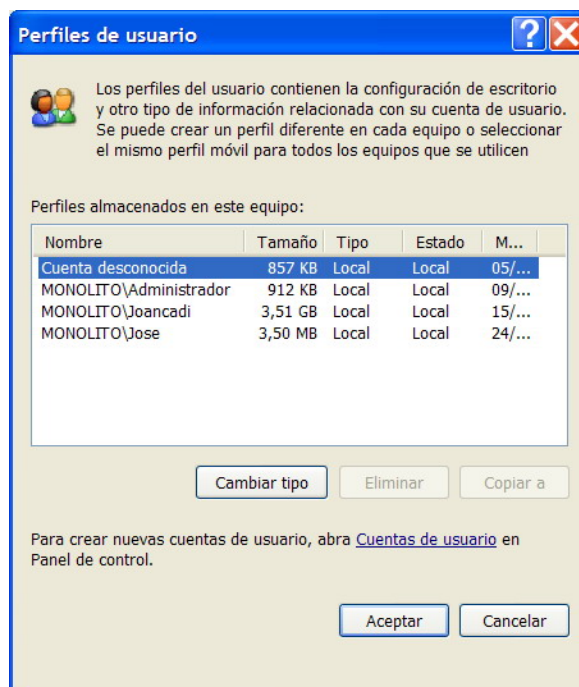 Perfiles de usuario
?
Los perfiles del usuario contienen la configuración de escritorio
y otro tipo de información relacionada con su cuenta de usuario.
Se puede crear un perfil diferente en cada equipo o seleccionar
el mismo perfil móvil para todos los equipos que se utilicen
Perfiles almacenados en este equipo:
Nombre Tamaño Tipo Estado M...
Cuenta desconocida 857 KB Local Local 05/...
MONOLITO\Administrador 912 KB Local Local 09/...
MONOLITO\Joancadi 3,51 GB Local Local 15/...
MONOLITO\Jose 3,50 MB Local Local 24/...
Cambiar tipo Eliminar Copiar a
Para crear nuevas cuentas de usuario, abra Cuentas de usuario en
Panel de control.
Aceptar Cancelar